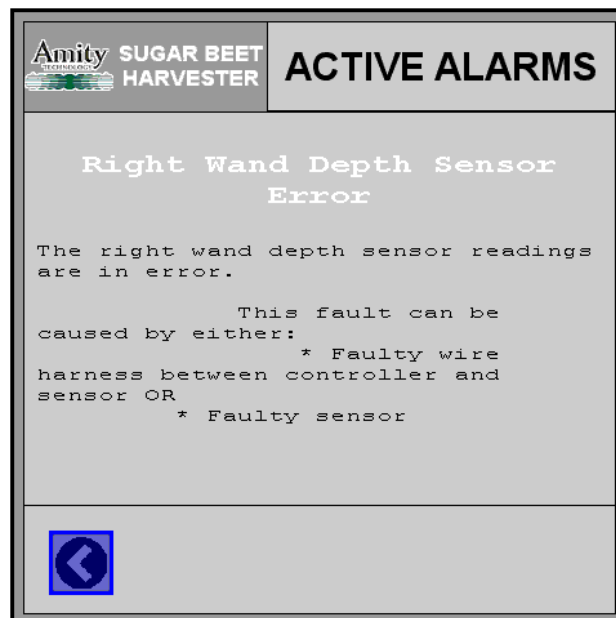 Amity SUGAR BEET
TECHNOLOGY HARVESTER
ACTIVE ALARMS
Right Wand Depth Sensor
Error
The right wand depth sensor readings
are in error.
This fault can be
caused by either:
* Faulty wire
harness between controller and
sensor OR
* Faulty sensor